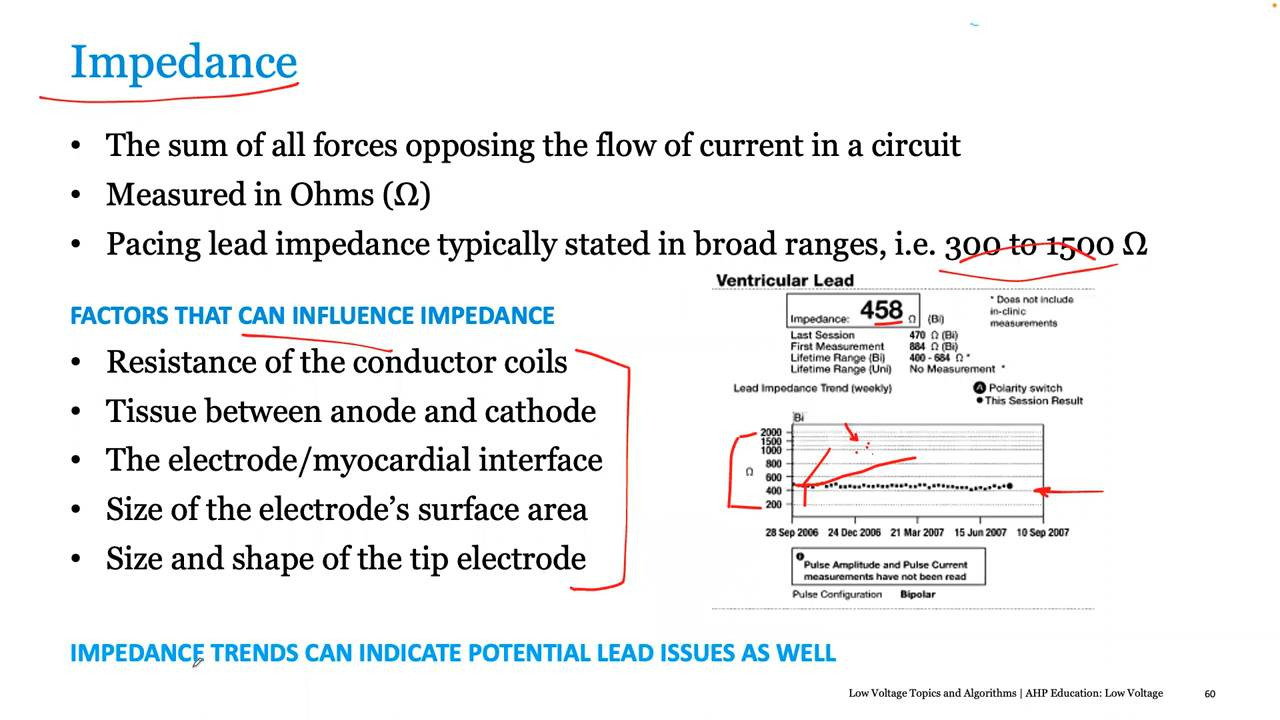 Impedance
• The sum of all forces opposing the flow of current in a circuit
• Measured in Ohms (Ω)
• Pacing lead impedance typically stated in broad ranges, i.e. 300 to 1500 Ω
FACTORS THAT CAN INFLUENCE IMPEDANCE
• Resistance of the conductor coils
• Tissue between anode and cathode
• The electrode/myocardial interface
• Size of the electrode’s surface area
• Size and shape of the tip electrode
Ventricular Lead
Impedance: 458 Ω (Bi)
* Does not include
in-clinic
measurements
Last Session 470 Ω (Bi)
First Measurement 884 Ω (Bi)
Lifetime Range (Bi) 400 - 684 Ω *
Lifetime Range (Uni) No Measurement *
Lead Impedance Trend (weekly)
A Polarity switch
• This Session Result
Bi
2000
1500
1000
800
Ω
600
400
200
28 Sep 2006 24 Dec 2006 21 Mar 2007 15 Jun 2007 10 Sep 2007
Pulse Amplitude and Pulse Current
measurements have not been read
Pulse Configuration Bipolar
IMPEDANCE TRENDS CAN INDICATE POTENTIAL LEAD ISSUES AS WELL
Low Voltage Topics and Algorithms | AHP Education: Low Voltage 60